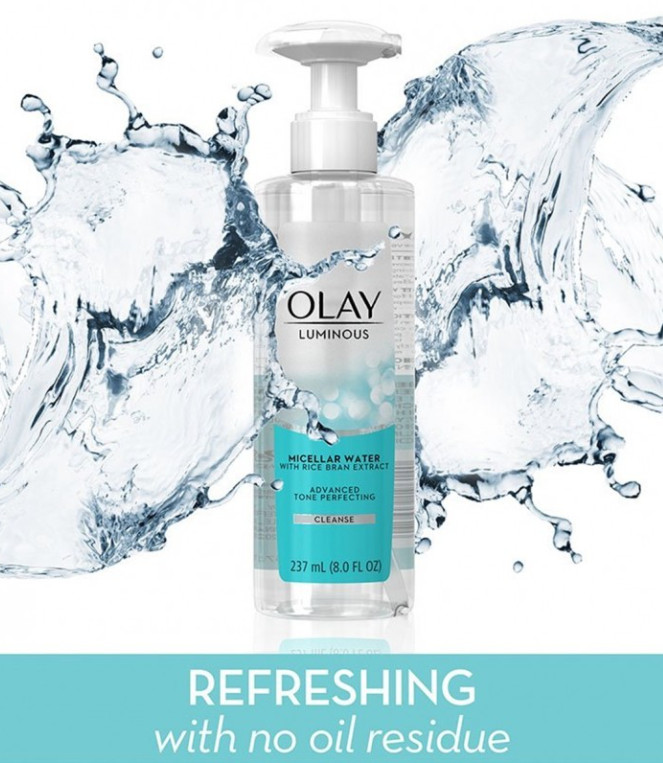 OLAY
LUMINOUS
MICELLAR WATER
WITH RICE BRAN EXTRACT
ADVANCED
TONE PERFECTING
CLEANSE
237 mL (8.0 FL OZ)
REFRESHING
with no oil residue